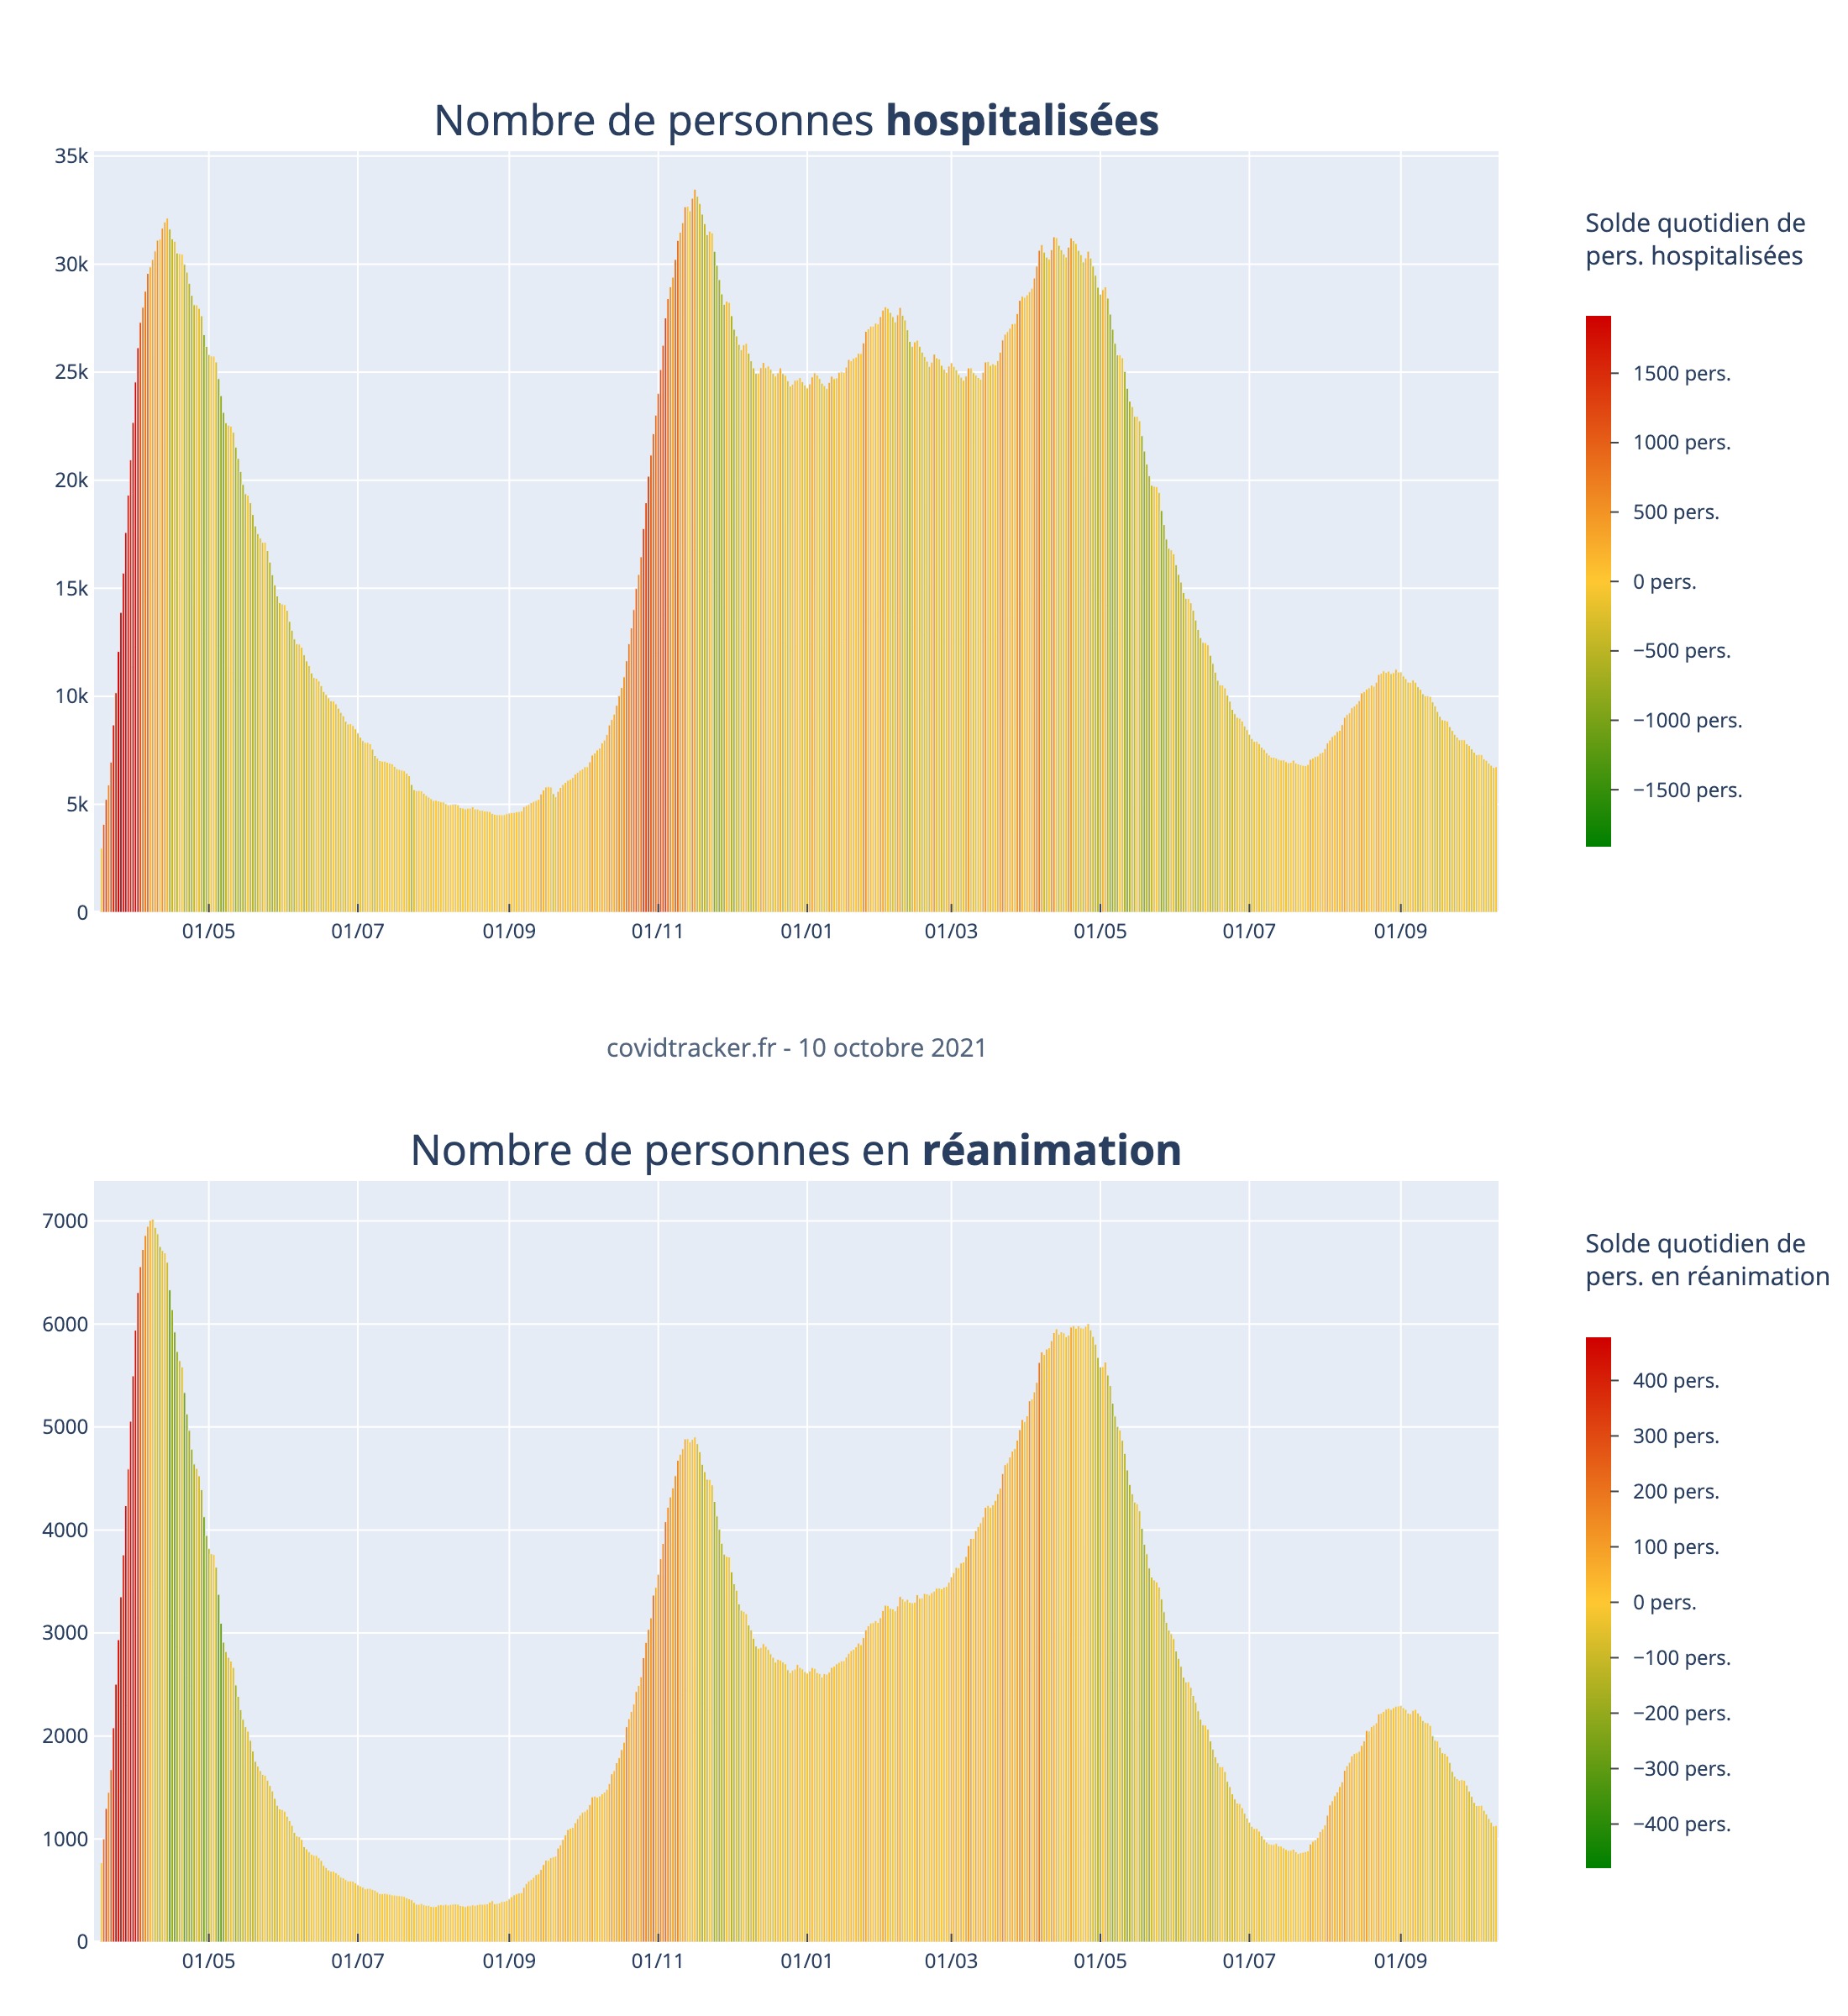 Nombre de personnes hospitalisées
35k
30k
25k
20k
15k
10k
5k
0
01/05
01/07
01/09
01/11
01/01
01/03
01/05
01/07
01/09
Solde quotidien de
pers. hospitalisées
1500 pers.
1000 pers.
500 pers.
0 pers.
−500 pers.
−1000 pers.
−1500 pers.
covidtracker.fr - 10 octobre 2021
Nombre de personnes en réanimation
7000
6000
5000
4000
3000
2000
1000
0
01/05
01/07
01/09
01/11
01/01
01/03
01/05
01/07
01/09
Solde quotidien de
pers. en réanimation
400 pers.
300 pers.
200 pers.
100 pers.
0 pers.
−100 pers.
−200 pers.
−300 pers.
−400 pers.